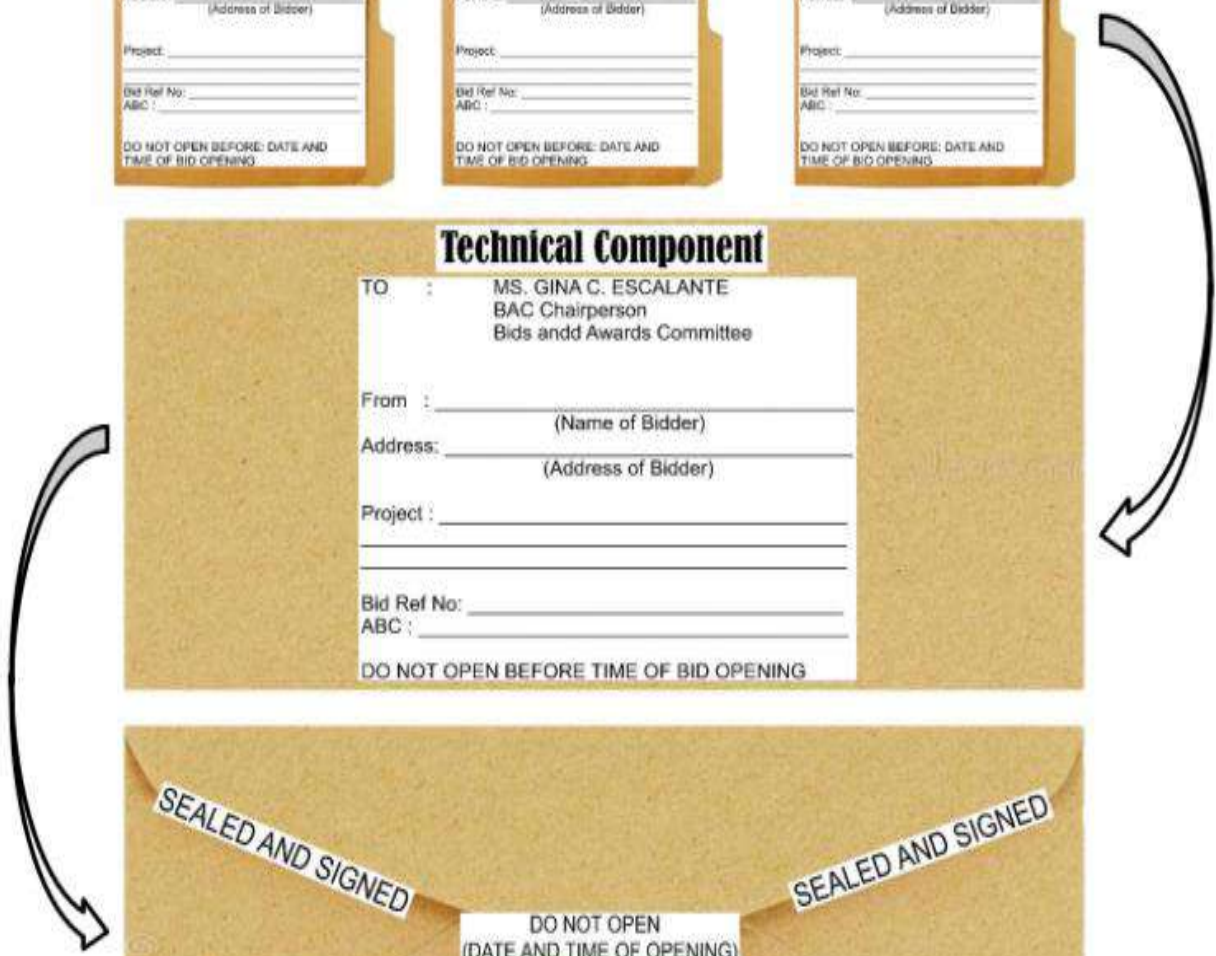 (Address of Bidder)
Project:
Bid Ref No:
ABC :
DO NOT OPEN BEFORE: DATE AND
TIME OF BID OPENING
(Address of Bidder)
Project:
Bid Ref No:
ABC :
DO NOT OPEN BEFORE: DATE AND
TIME OF BID OPENING
(Address of Bidder)
Project:
Bid Ref No:
ABC :
DO NOT OPEN BEFORE: DATE AND
TIME OF BID OPENING
Technical Component
TO : MS. GINA C. ESCALANTE
BAC Chairperson
Bids andd Awards Committee
From :
(Name of Bidder)
Address:
(Address of Bidder)
Project :
Bid Ref No:
ABC :
DO NOT OPEN BEFORE TIME OF BID OPENING
SEALED AND SIGNED
SEALED AND SIGNED
DO NOT OPEN
(DATE AND TIME OF OPENING)